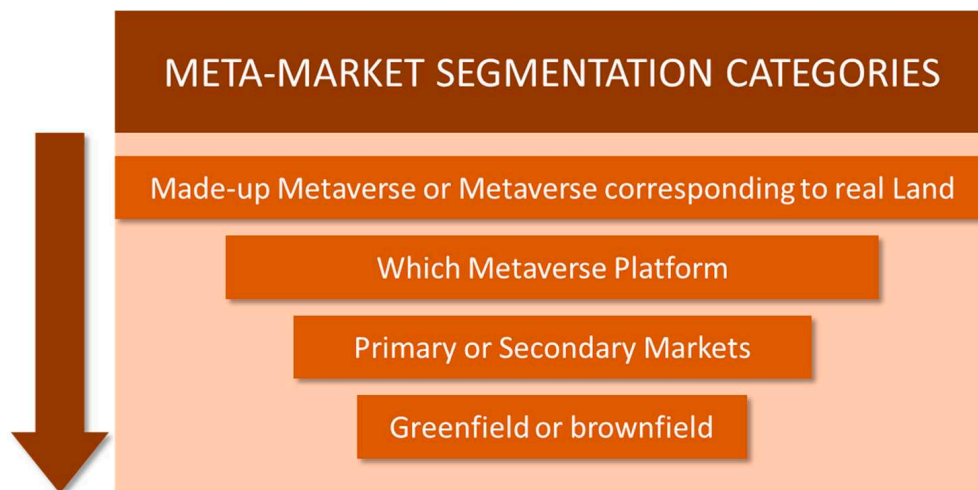 META-MARKET SEGMENTATION CATEGORIES
Made-up Metaverse or Metaverse corresponding to real Land
Which Metaverse Platform
Primary or Secondary Markets
Greenfield or brownfield